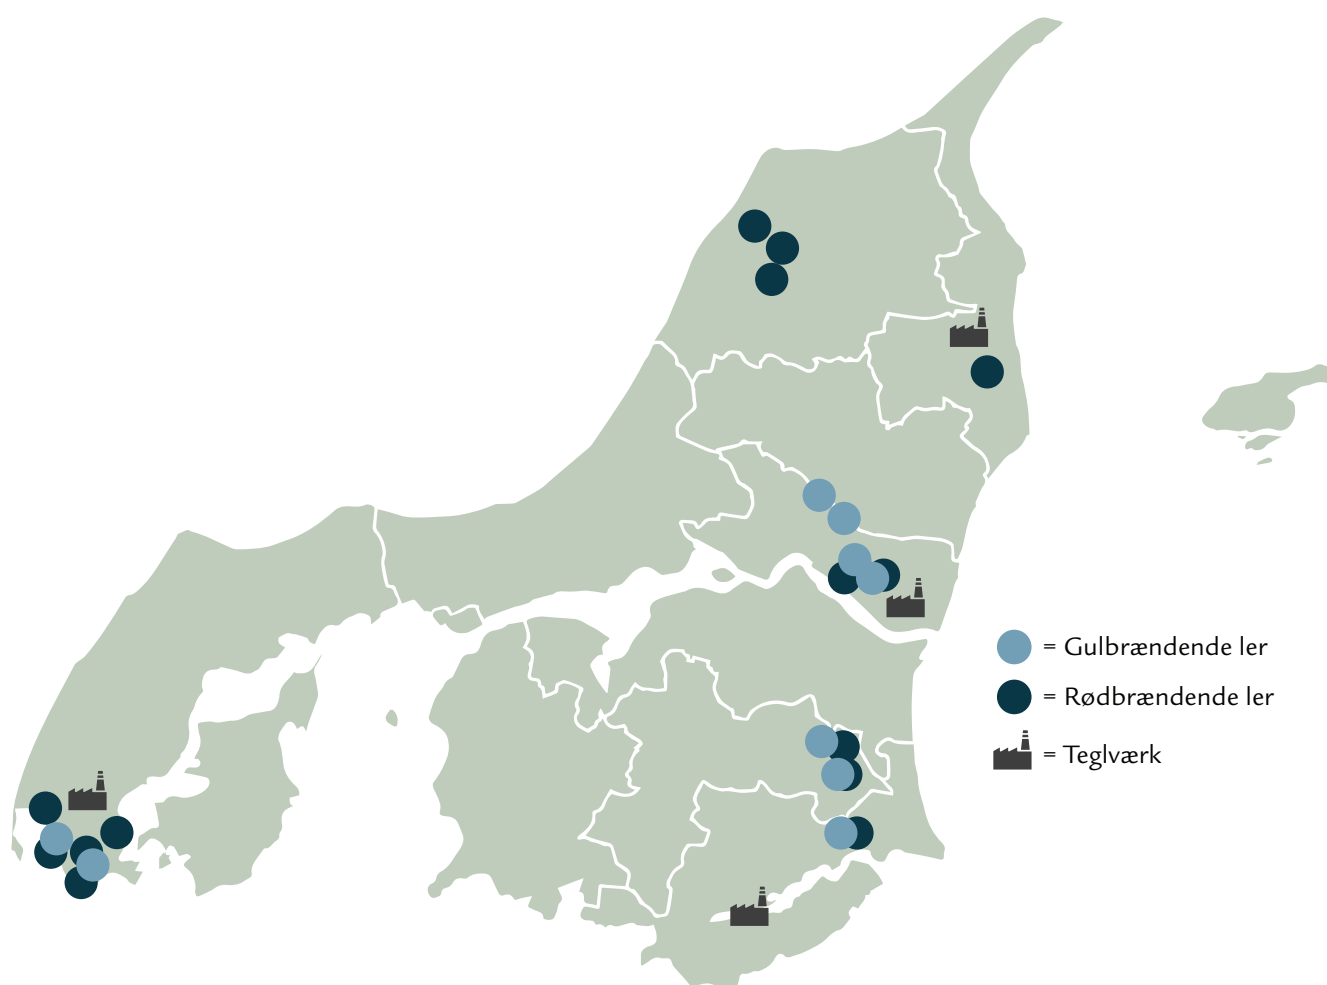 = Gulbrændende ler
= Rødbrændende ler
= Teglværk